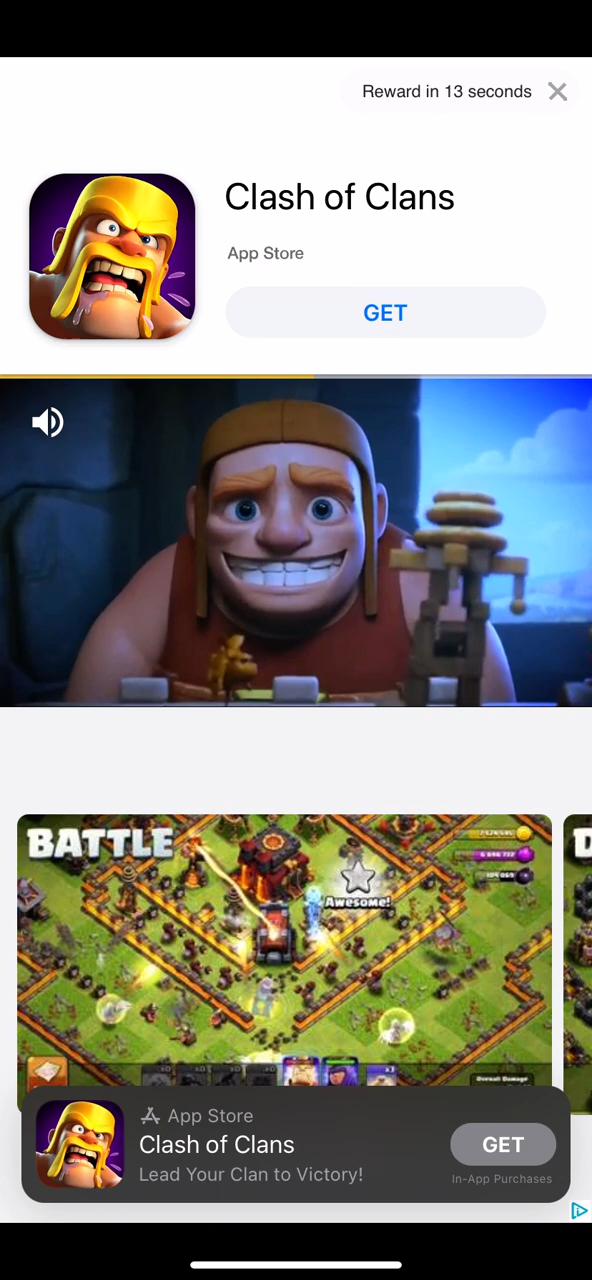 Reward in 13 seconds
Clash of Clans
App Store
GET
BATTLE
Awesome!
App Store
Clash of Clans
GET
Lead Your Clan to Victory!
In-App Purchases